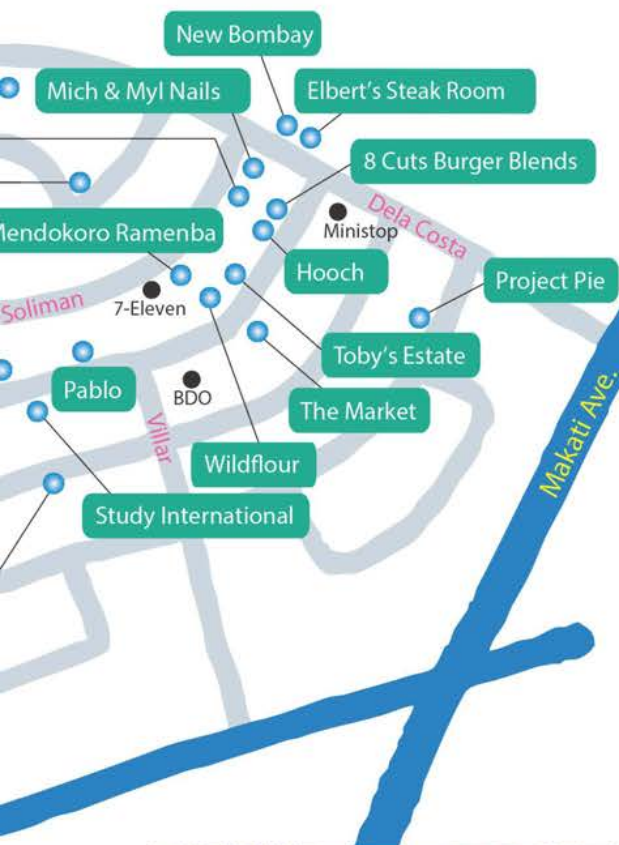 New Bombay
Mich & Myl Nails
Elbert's Steak Room
8 Cuts Burger Blends
Dela Costa
Mendokoro Ramenba
Ministop
Hooch
Project Pie
Soliman
7-Eleven
Toby's Estate
Pablo
BDO
The Market
Makati Ave.
Villar
Wildflour
Study International